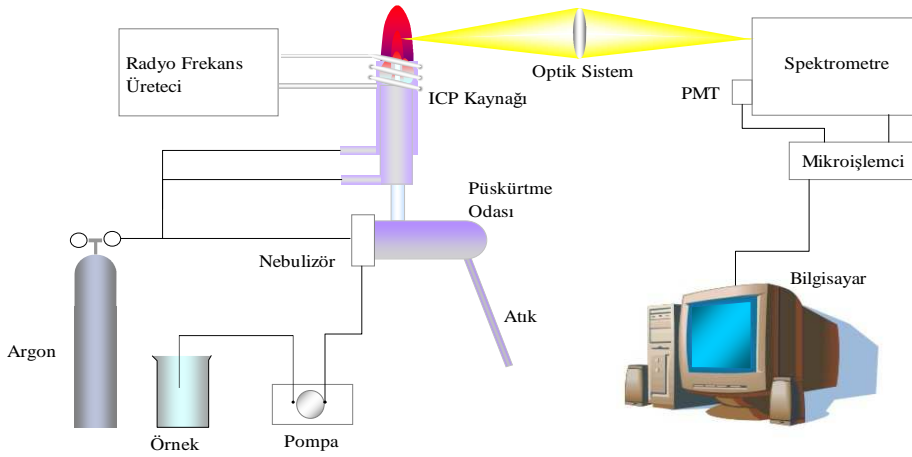 Radyo Frekans
Üreteci
ICP Kaynağı
Optik Sistem
Spektrometre
PMT
Mikroişlemci
Püskürtme
Odası
Nebulizör
Bilgisayar
Atık
Argon
Örnek
Pompa